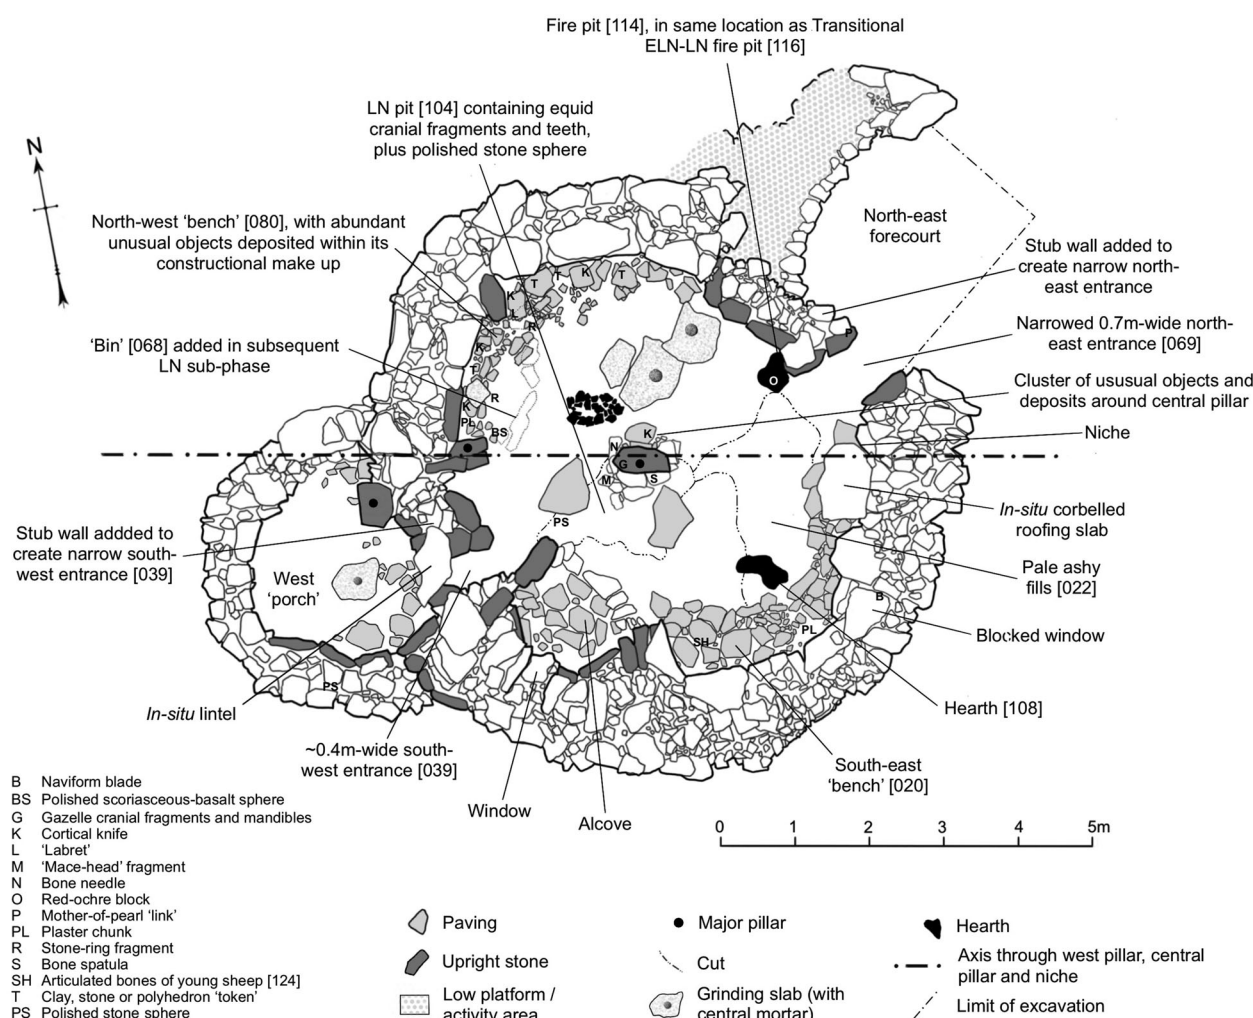 Fire pit [114], in same location as Transitional
ELN-LN fire pit [116]
LN pit [104] containing equid
cranial fragments and teeth,
plus polished stone sphere
N
North-west ‘bench’ [080], with abundant
unusual objects deposited within its
constructional make up
North-east
forecourt
Stub wall added to
create narrow north-
east entrance
‘Bin’ [068] added in subsequent
LN sub-phase
Narrowed 0.7m-wide north-
east entrance [069]
Cluster of ususual objects and
deposits around central pillar
Niche
In-situ corbelled
roofing slab
Stub wall addded to
create narrow south-
west entrance [039]
West
‘porch’
Pale ashy
fills [022]
Blocked window
In-situ lintel
Hearth [108]
~0.4m-wide south-
west entrance [039]
South-east
‘bench’ [020]
Window
Alcove
T
T
K
T
K
L
R
K
T
R
K
PL
BS
P
O
K
N
G
M
S
PS
B
SH
PL
PS
0 1 2 3 4 5m
B Naviform blade
BS Polished scoriasceous-basalt sphere
G Gazelle cranial fragments and mandibles
K Cortical knife
L ‘Labret’
M ‘Mace-head’ fragment
N Bone needle
O Red-ochre block
P Mother-of-pearl ‘link’
PL Plaster chunk
R Stone-ring fragment
S Bone spatula
SH Articulated bones of young sheep [124]
T Clay, stone or polyhedron ‘token’
PS Polished stone sphere
Paving
Upright stone
Low platform /
activity area
Major pillar
Cut
Grinding slab (with
central mortar)
Hearth
Axis through west pillar, central
pillar and niche
Limit of excavation